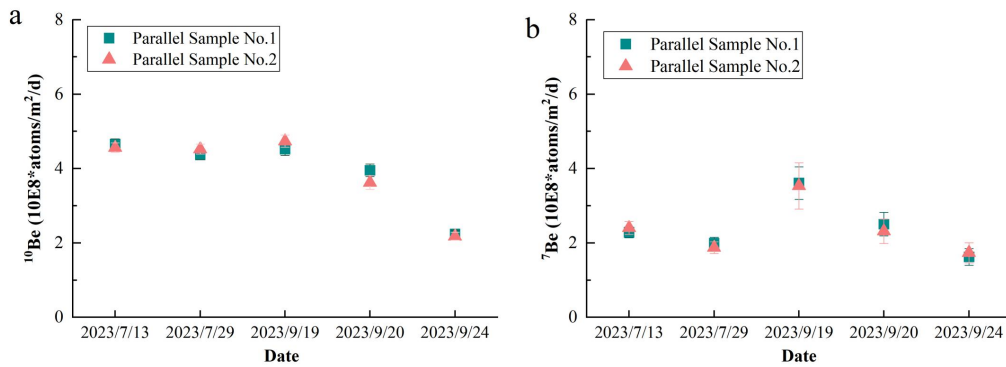 a
8
6
4
2
0
¹⁰Be (10E8*atoms/m²/d)
Parallel Sample No.1
Parallel Sample No.2
2023/7/13 2023/7/29 2023/9/19 2023/9/20 2023/9/24
Date
b
8
6
4
2
0
⁷Be (10E8*atoms/m²/d)
Parallel Sample No.1
Parallel Sample No.2
2023/7/13 2023/7/29 2023/9/19 2023/9/20 2023/9/24
Date